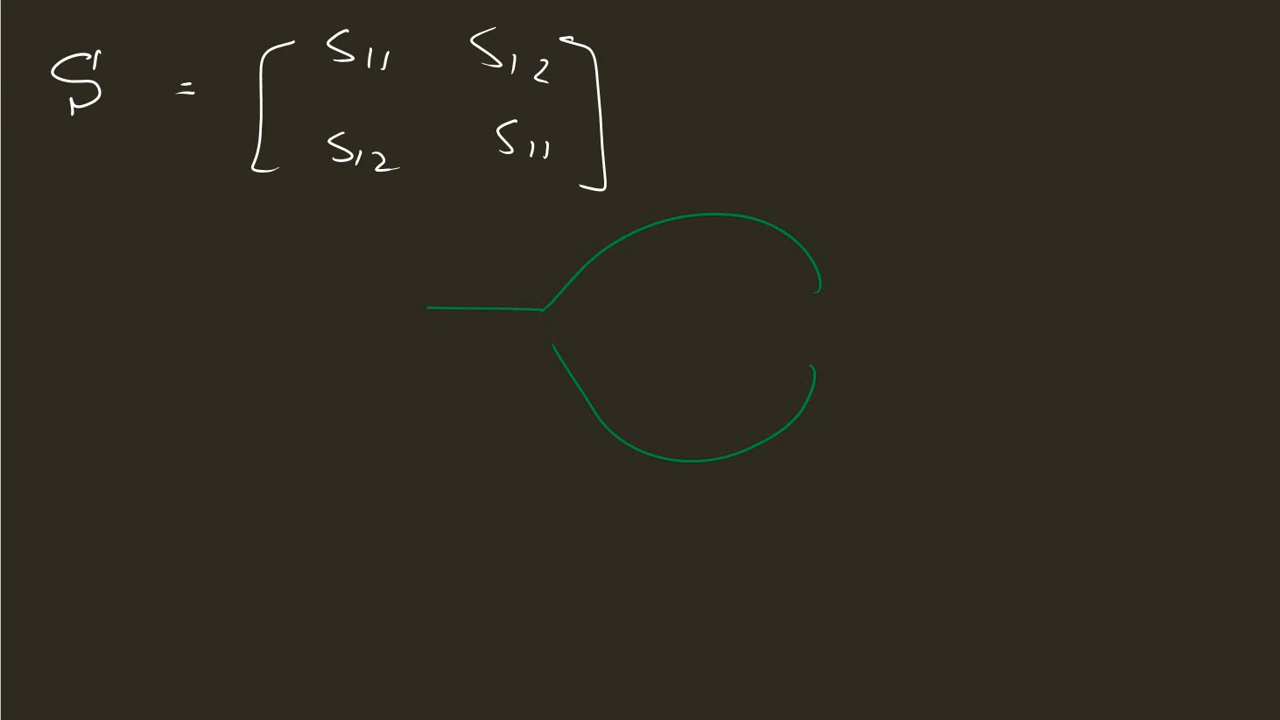 S = [ S11 S12
S12 S11 ]